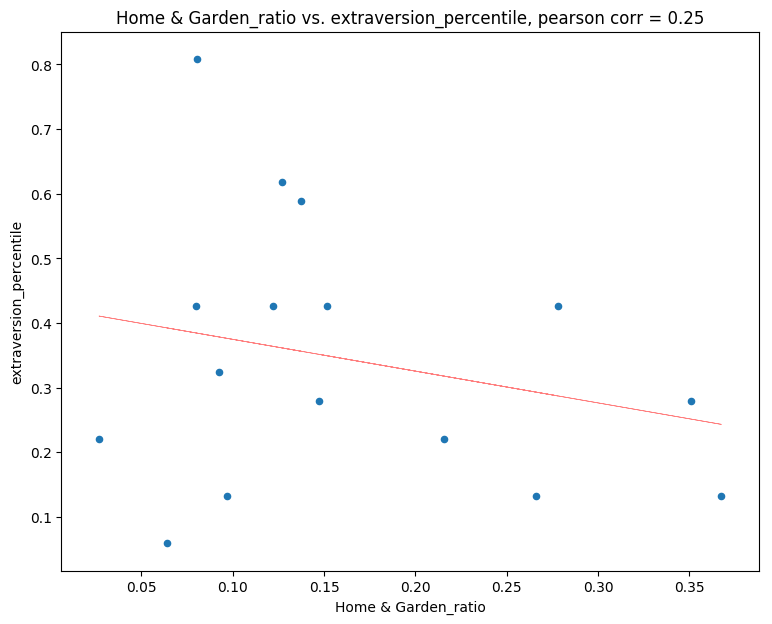 Home & Garden_ratio vs. extraversion_percentile, pearson corr = 0.25
0.8
0.7
0.6
0.5
0.4
0.3
0.2
0.1
extraversion_percentile
0.05 0.10 0.15 0.20 0.25 0.30 0.35
Home & Garden_ratio